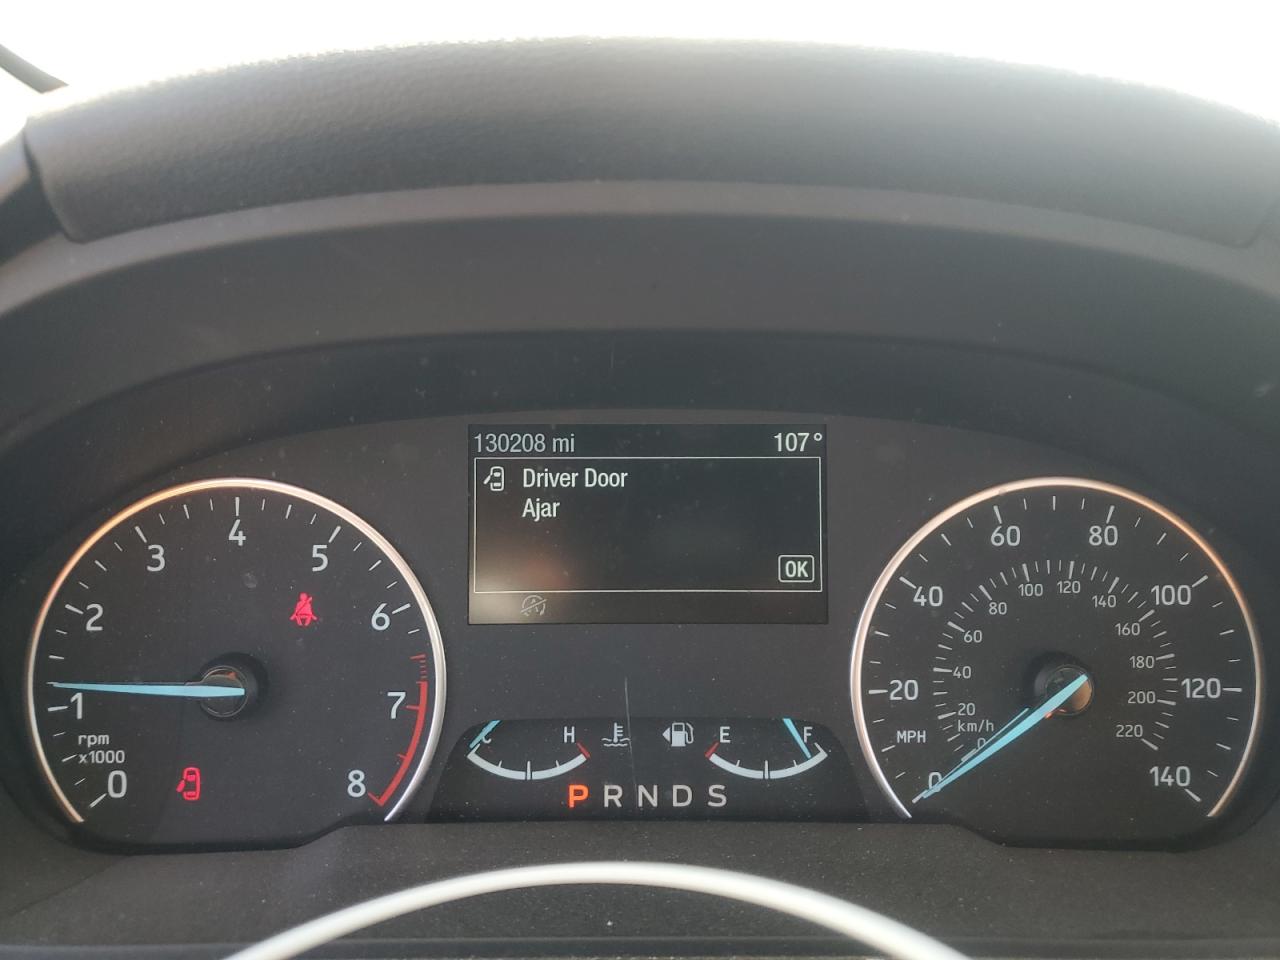 130208 mi 107°
Driver Door
Ajar
OK
0 1 2 3 4 5 6 7 8
rpm
x1000
0 20 40 60 80 100 120 140
MPH
0 20 40 60 80 100 120 140 160 180 200 220
km/h
C H E F
P R N D S